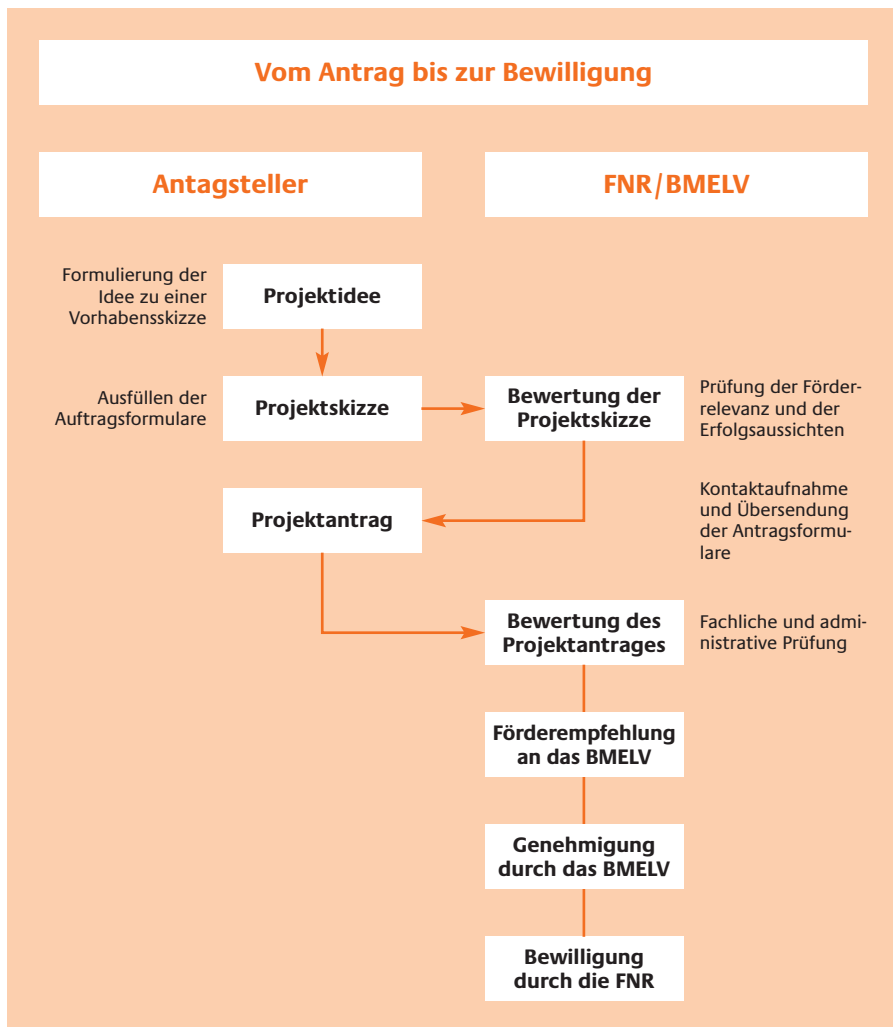 Vom Antrag bis zur Bewilligung
Antagsteller
FNR/BMELV
Formulierung der
Idee zu einer
Vorhabensskizze
Projektidee
Ausfüllen der
Auftragsformulare
Projektskizze
Bewertung der
Projektskizze
Prüfung der Förder-
relevanz und der
Erfolgsaussichten
Projektantrag
Kontaktaufnahme
und Übersendung
der Antragsformu-
lare
Bewertung des
Projektantrages
Fachliche und admi-
nistrative Prüfung
Förderempfehlung
an das BMELV
Genehmigung
durch das BMELV
Bewilligung
durch die FNR